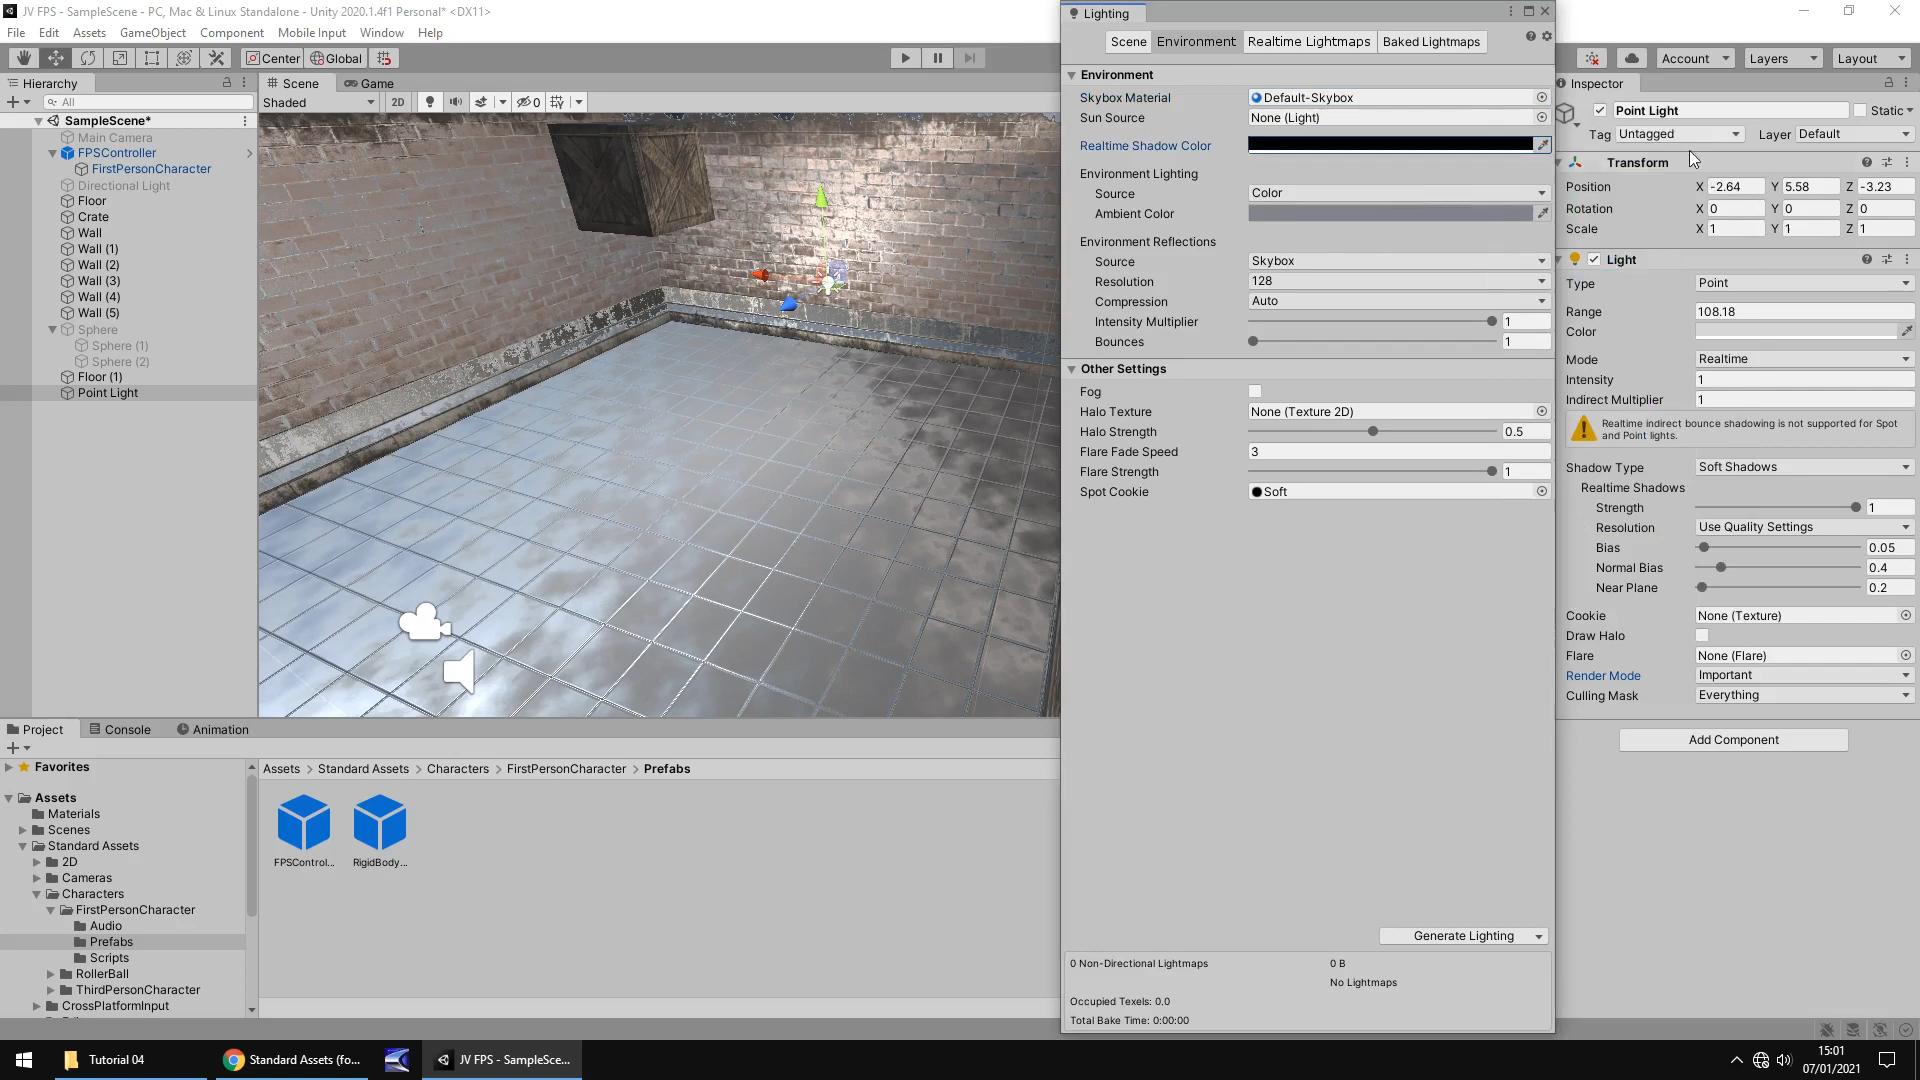 JV FPS - SampleScene - PC, Mac & Linux Standalone - Unity 2020.1.4f1 Personal* <DX11>
File Edit Assets GameObject Component Mobile Input Window Help
Center Global
Account Layers Layout
Hierarchy
All
SampleScene*
Main Camera
FPSController
FirstPersonCharacter
Directional Light
Floor
Crate
Wall
Wall (1)
Wall (2)
Wall (3)
Wall (4)
Wall (5)
Sphere
Sphere (1)
Sphere (2)
Floor (1)
Point Light
Scene Game
Shaded 2D 0
Lighting
Scene Environment Realtime Lightmaps Baked Lightmaps
Environment
Skybox Material Default-Skybox
Sun Source None (Light)
Realtime Shadow Color
Environment Lighting
Source Color
Ambient Color
Environment Reflections
Source Skybox
Resolution 128
Compression Auto
Intensity Multiplier 1
Bounces 1
Other Settings
Fog
Halo Texture None (Texture 2D)
Halo Strength 0.5
Flare Fade Speed 3
Flare Strength 1
Spot Cookie Soft
Generate Lighting
0 Non-Directional Lightmaps 0 B
No Lightmaps
Occupied Texels: 0.0
Total Bake Time: 0:00:00
Inspector
Point Light Static
Tag Untagged Layer Default
Transform
Position X -2.64 Y 5.58 Z -3.23
Rotation X 0 Y 0 Z 0
Scale X 1 Y 1 Z 1
Light
Type Point
Range 108.18
Color
Mode Realtime
Intensity 1
Indirect Multiplier 1
Realtime indirect bounce shadowing is not supported for Spot
and Point lights.
Shadow Type Soft Shadows
Realtime Shadows
Strength 1
Resolution Use Quality Settings
Bias 0.05
Normal Bias 0.4
Near Plane 0.2
Cookie None (Texture)
Draw Halo
Flare None (Flare)
Render Mode Important
Culling Mask Everything
Add Component
Project Console Animation
Favorites
Assets
Materials
Scenes
Standard Assets
2D
Cameras
Characters
FirstPersonCharacter
Audio
Prefabs
Scripts
RollerBall
ThirdPersonCharacter
CrossPlatformInput
Assets > Standard Assets > Characters > FirstPersonCharacter > Prefabs
FPSControl... RigidBody...
Tutorial 04
Standard Assets (fo...
JV FPS - SampleSce...
15:01
07/01/2021